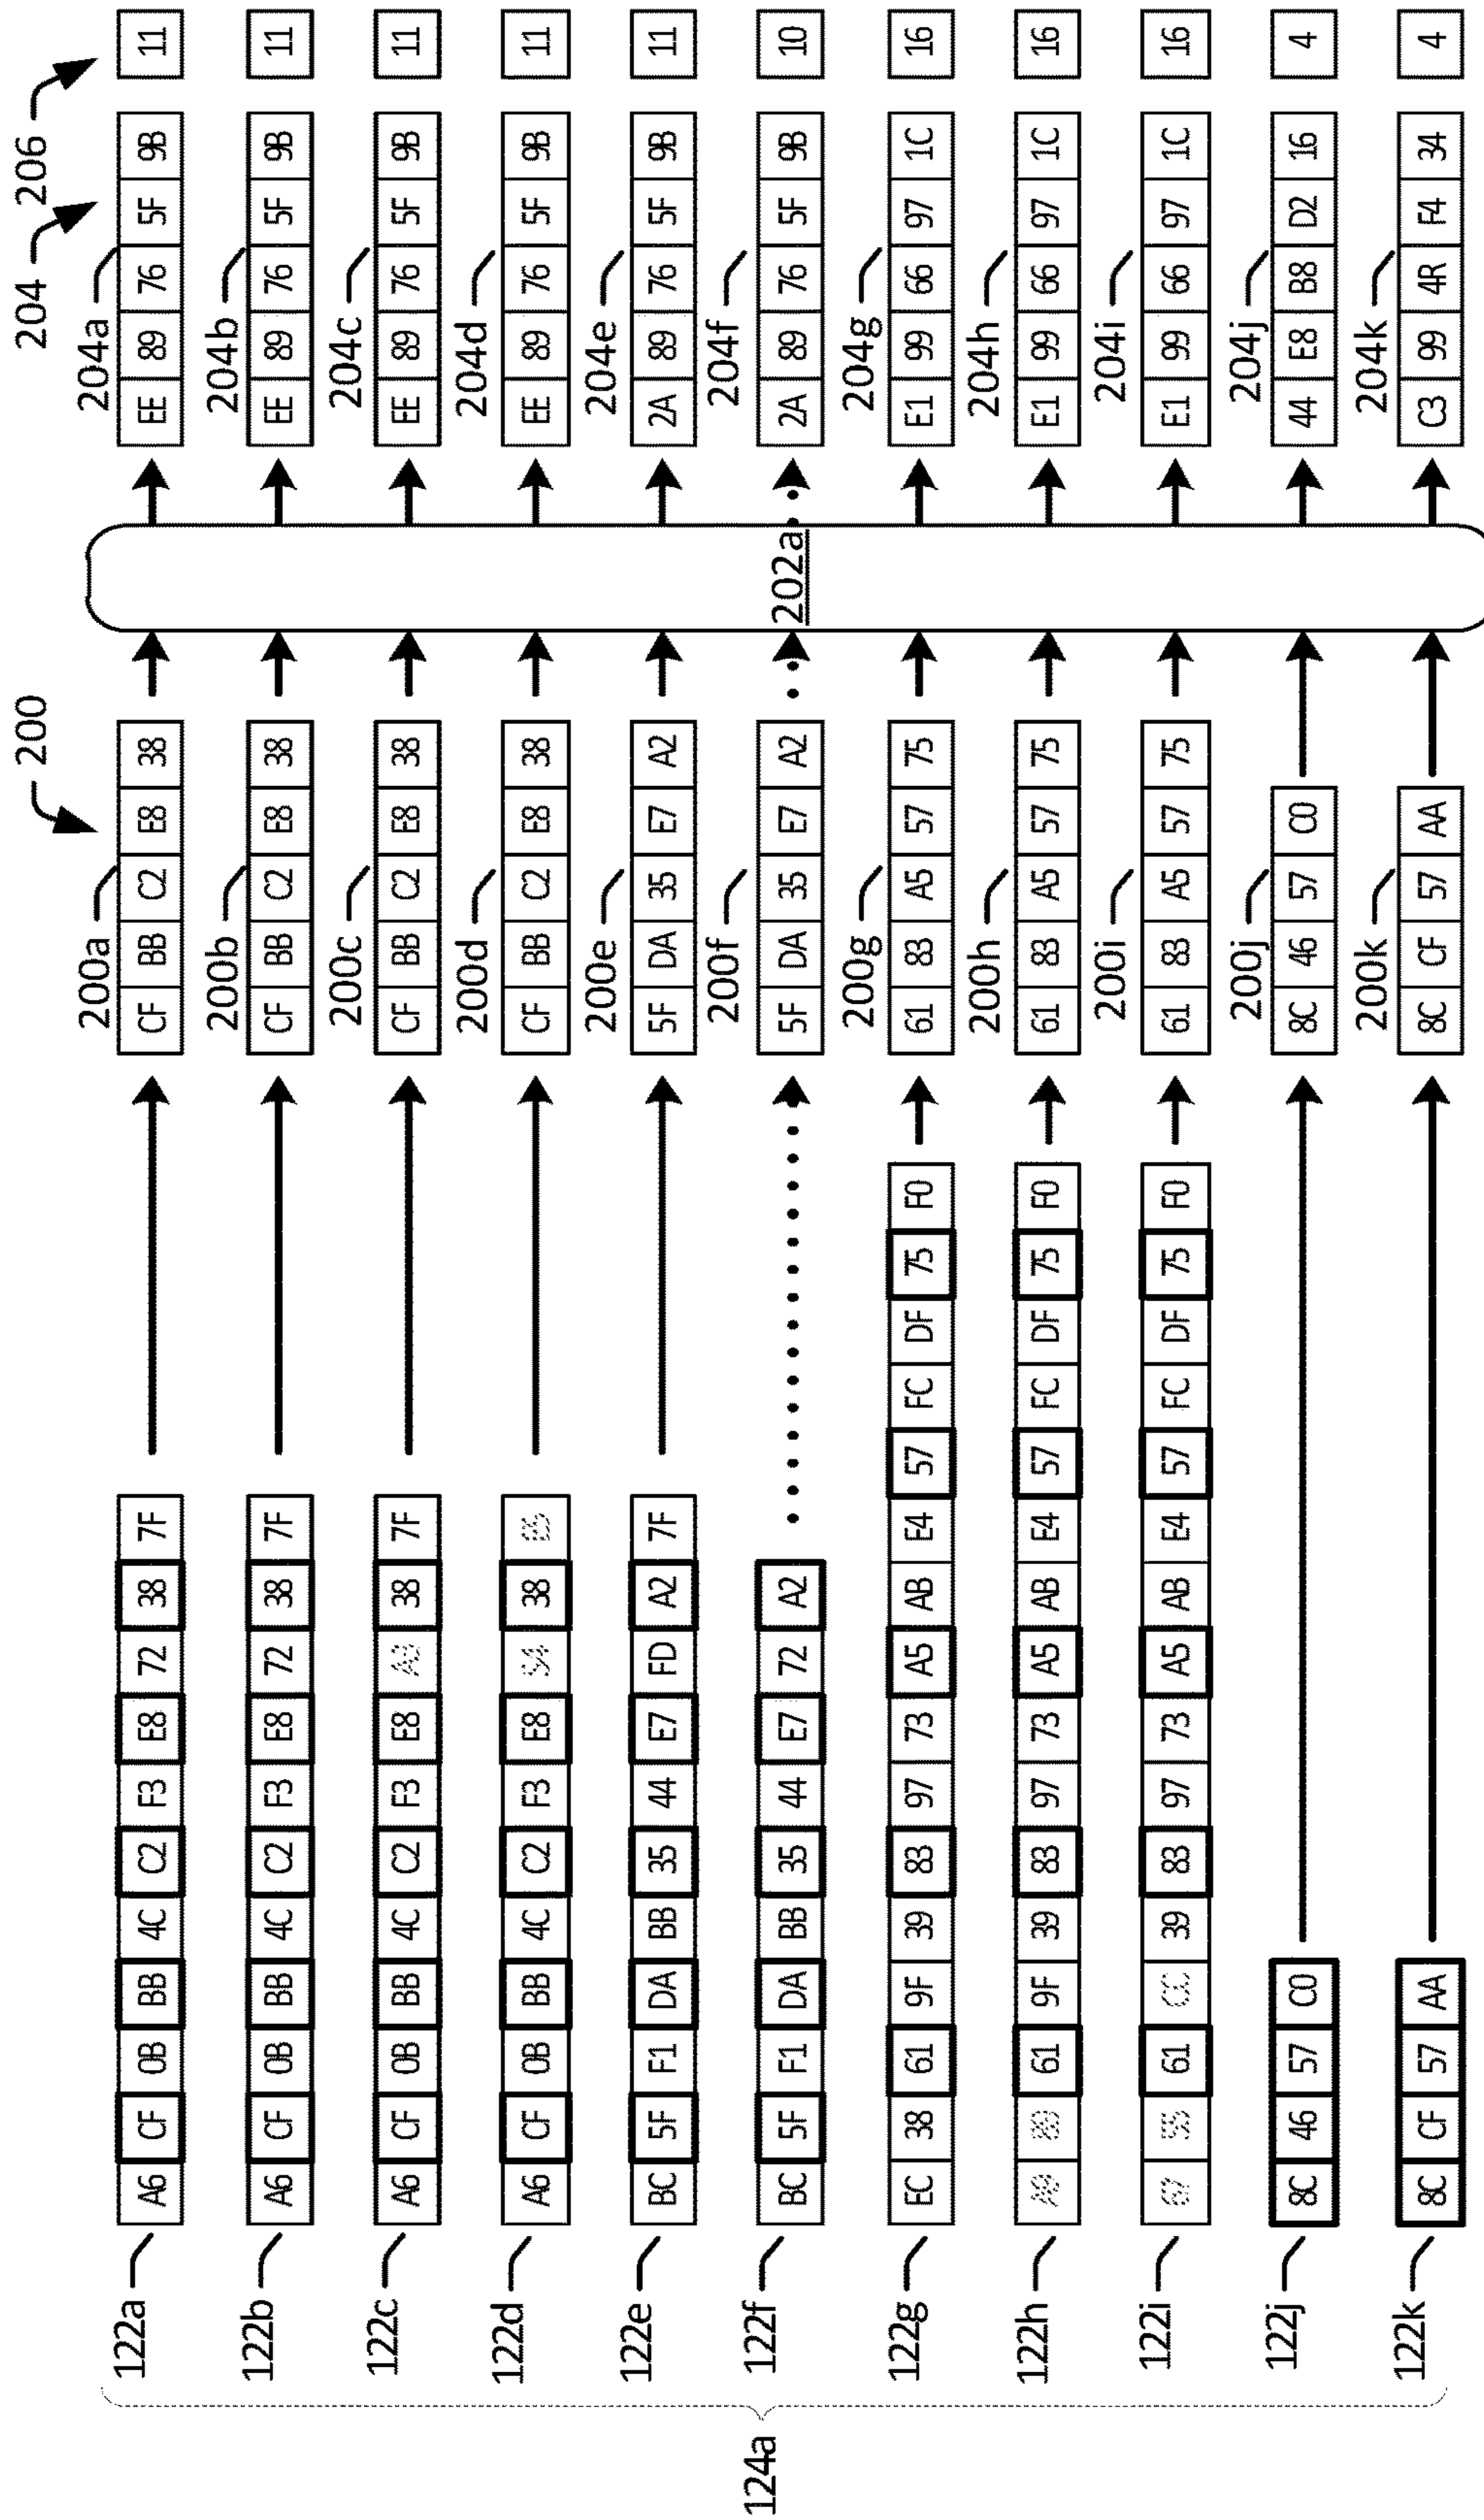 200 204 206
200a 204a
122a A6 CF 0B BB 4C C2 F3 E8 72 38 7F CF BB C2 E8 38 EE 89 76 5F 9B 11
200b 204b
122b A6 CF 0B BB 4C C2 F3 E8 72 38 7F CF BB C2 E8 38 EE 89 76 5F 9B 11
200c 204c
122c A6 CF 0B BB 4C C2 F3 E8 38 7F CF BB C2 E8 38 EE 89 76 5F 9B 11
200d 204d
122d A6 CF 0B BB 4C C2 F3 E8 38 CF BB C2 E8 38 EE 89 76 5F 9B 11
200e 204e
122e BC 5F F1 DA BB 35 44 E7 FD A2 7F 5F DA 35 E7 A2 2A 89 76 5F 9B 11
200f 204f
124a 122f BC 5F F1 DA BB 35 44 E7 72 A2 5F DA 35 E7 A2 202a 2A 89 76 5F 9B 10
200g 204g
122g EC 38 61 9F 39 83 97 73 A5 AB E4 57 FC DF 75 F0 61 83 A5 57 75 E1 99 66 97 1C 16
200h 204h
122h 61 9F 39 83 97 73 A5 AB E4 57 FC DF 75 F0 61 83 A5 57 75 E1 99 66 97 1C 16
200i 204i
122i 61 CC 39 83 97 73 A5 AB E4 57 FC DF 75 F0 61 83 A5 57 75 E1 99 66 97 1C 16
200j 204j
122j 8C 46 57 C0 8C 46 57 C0 44 E8 B8 D2 16 4
200k 204k
122k 8C CF 57 AA 8C CF 57 AA C3 99 4R F4 34 4